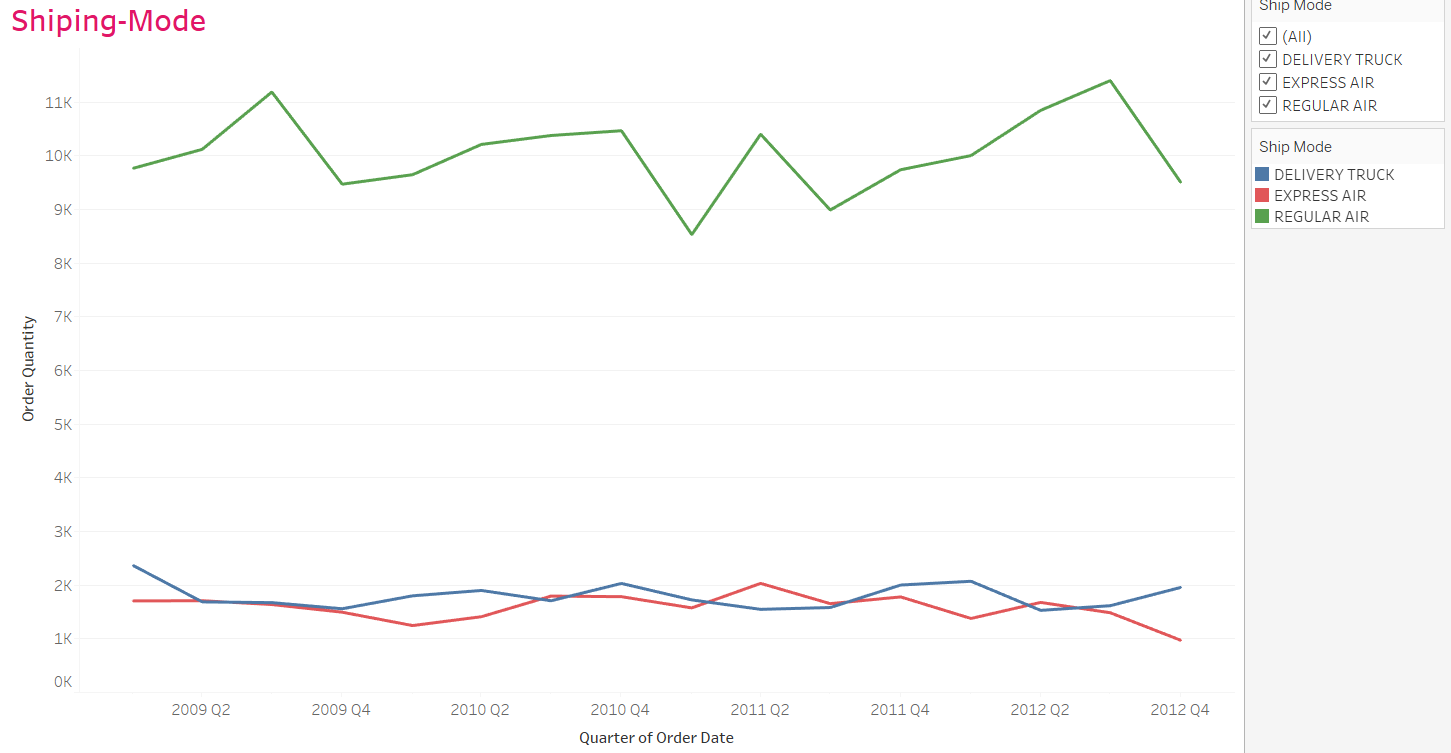 Shiping-Mode
11K
10K
9K
8K
7K
6K
5K
4K
3K
2K
1K
0K
Order Quantity
2009 Q2
2009 Q4
2010 Q2
2010 Q4
2011 Q2
2011 Q4
2012 Q2
2012 Q4
Quarter of Order Date
Ship Mode
(All)
DELIVERY TRUCK
EXPRESS AIR
REGULAR AIR
Ship Mode
DELIVERY TRUCK
EXPRESS AIR
REGULAR AIR